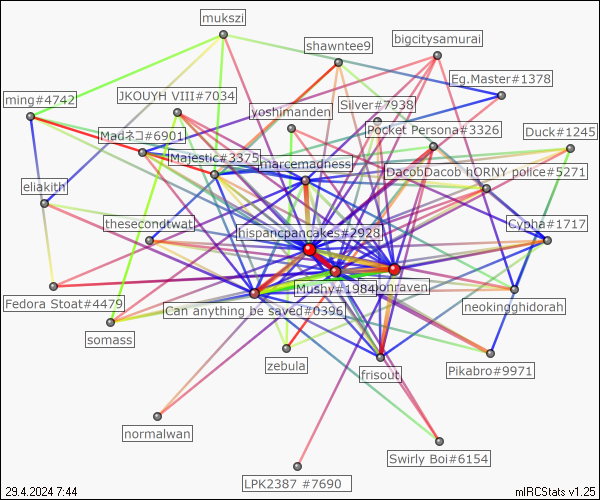 mukszi
shawntee9
bigcitysamurai
Eg.Master#1378
ming#4742
JKOUYH VIII#7034
yoshimanden
Silver#7938
Madネコ#6901
Pocket Persona#3326
Duck#1245
Majestic#3375
marcemadness
DacobDacob hORNY police#5271
eliakith
thesecondtwat
hispancpancakes#2928
Cypha#1717
Mushy#1984
onraven
Fedora Stoat#4479
Can anything be saved#0396
neokingghidorah
somass
zebula
frisout
Pikabro#9971
normalwan
Swirly Boi#6154
LPK2387 #7690
29.4.2024 7:44
mIRCStats v1.25